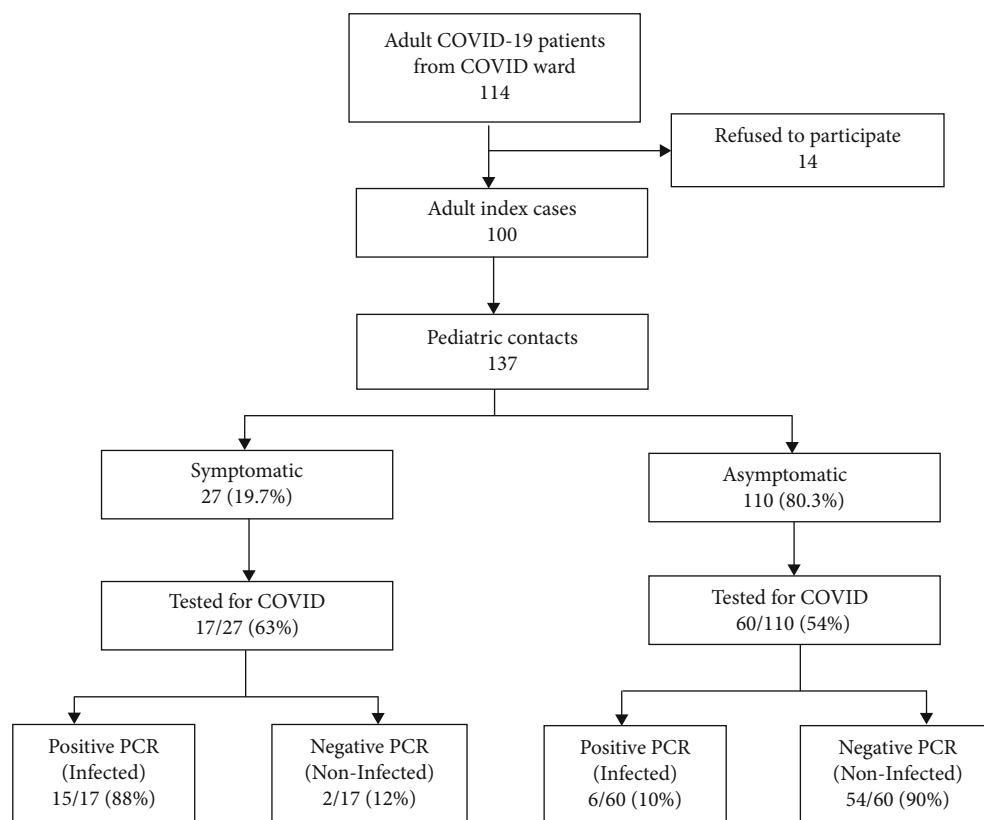 Adult COVID-19 patients
from COVID ward
114
Refused to participate
14
Adult index cases
100
Pediatric contacts
137
Symptomatic
27 (19.7%)
Asymptomatic
110 (80.3%)
Tested for COVID
17/27 (63%)
Tested for COVID
60/110 (54%)
Positive PCR
(Infected)
15/17 (88%)
Negative PCR
(Non-Infected)
2/17 (12%)
Positive PCR
(Infected)
6/60 (10%)
Negative PCR
(Non-Infected)
54/60 (90%)